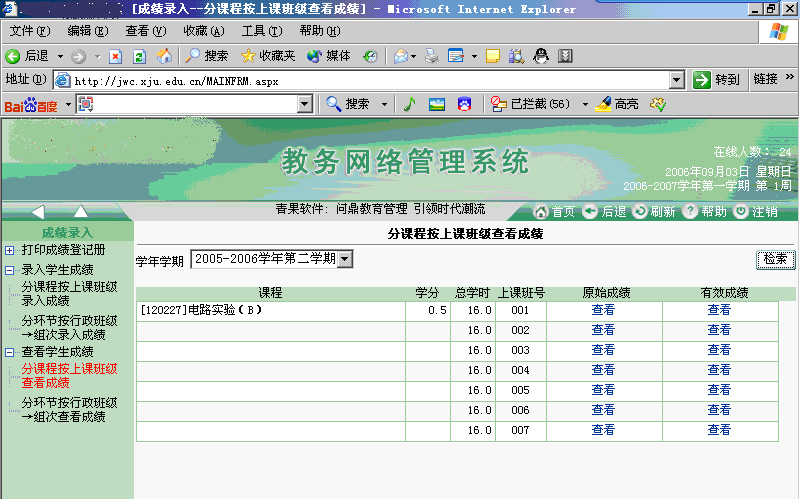 [成绩录入--分课程按上课班级查看成绩] - Microsoft Internet Explorer
文件(F) 编辑(E) 查看(V) 收藏(A) 工具(T) 帮助(H)
后退 搜索 收藏夹 媒体
地址(D) http://jwc.xju.edu.cn/MAINFRM.aspx 转到 链接 »
Bai百度 搜索 已拦截(56) 高亮
教务网络管理系统
在线人数： 24
2006年09月03日 星期日
2006-2007学年第一学期 第 1周
青果软件: 问鼎教育管理 引领时代潮流
首页 后退 刷新 帮助 注销
成绩录入
打印成绩登记册
录入学生成绩
分课程按上课班级
录入成绩
分环节按行政班级
→组次录入成绩
查看学生成绩
分课程按上课班级
查看成绩
分环节按行政班级
→组次查看成绩
分课程按上课班级查看成绩
学年学期 2005-2006学年第二学期 检索
课程 学分 总学时 上课班号 原始成绩 有效成绩
[120227]电路实验(B) 0.5 16.0 001 查看 查看
16.0 002 查看 查看
16.0 003 查看 查看
16.0 004 查看 查看
16.0 005 查看 查看
16.0 006 查看 查看
16.0 007 查看 查看